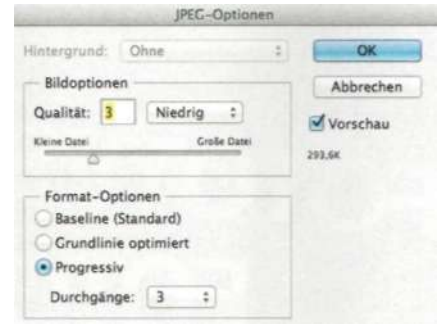 JPEG-Optionen
Hintergrund: Ohne
OK
Bildoptionen
Abbrechen
Qualität: 3 Niedrig
Vorschau
Kleine Datei Große Datei
293,6K
Format-Optionen
Baseline (Standard)
Grundlinie optimiert
Progressiv
Durchgänge: 3